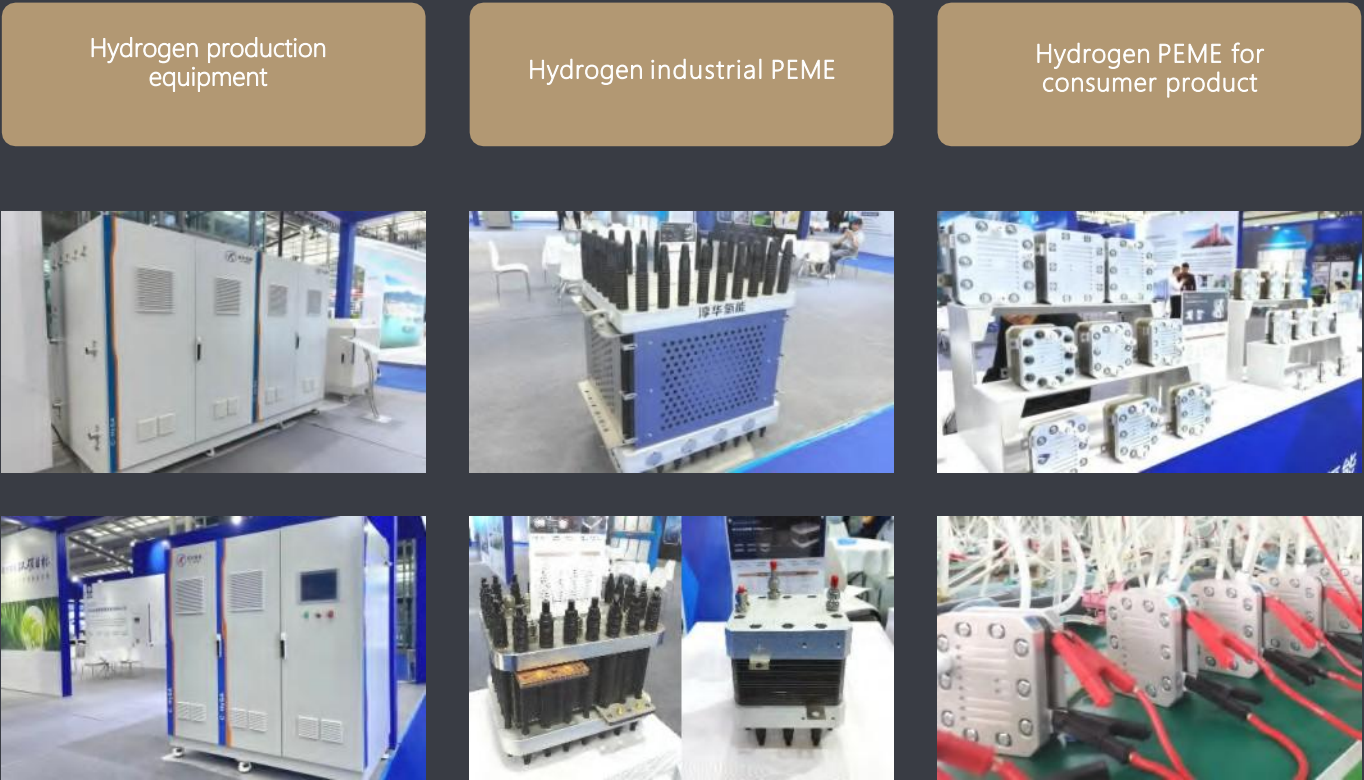 Hydrogen production
equipment
Hydrogen industrial PEME
Hydrogen PEME for
consumer product
淳华氢能